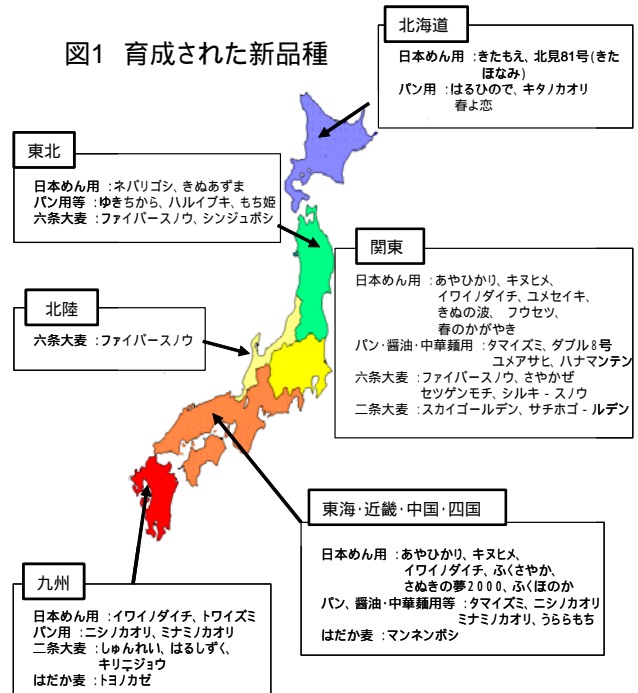 図1 育成された新品種
北海道
日本めん用：きたもえ、北見81号(きた
ほなみ)
パン用：はるひので、キタノカオリ
春よ恋
東北
日本めん用：ネバリゴシ、きぬあずま
パン用等：ゆきちから、ハルイブキ、もち姫
六条大麦：ファイバースノウ、シンジュボシ
関東
日本めん用：あやひかり、キヌヒメ、
イワイノダイチ、ユメセイキ、
きぬの波、フウセツ、
春のかがやき
パン・醤油・中華麺用：タマイズミ、ダブル8号
ユメアサヒ、ハナマンテン
六条大麦：ファイバースノウ、さやかぜ
セツゲンモチ、シルキ-スノウ
二条大麦：スカイゴールデン、サチホゴ-ルデン
北陸
六条大麦：ファイバースノウ
東海・近畿・中国・四国
日本めん用：あやひかり、キヌヒメ、
イワイノダイチ、ふくさやか、
さぬきの夢2000、ふくほのか
パン、醤油・中華麺用等：タマイズミ、ニシノカオリ
ミナミノカオリ、うららもち
はだか麦：マンネンボシ
九州
日本めん用：イワイノダイチ、トワイズミ
パン用：ニシノカオリ、ミナミノカオリ
二条大麦：しゅんれい、はるしずく、
キリニジョウ
はだか麦：トヨノカゼ